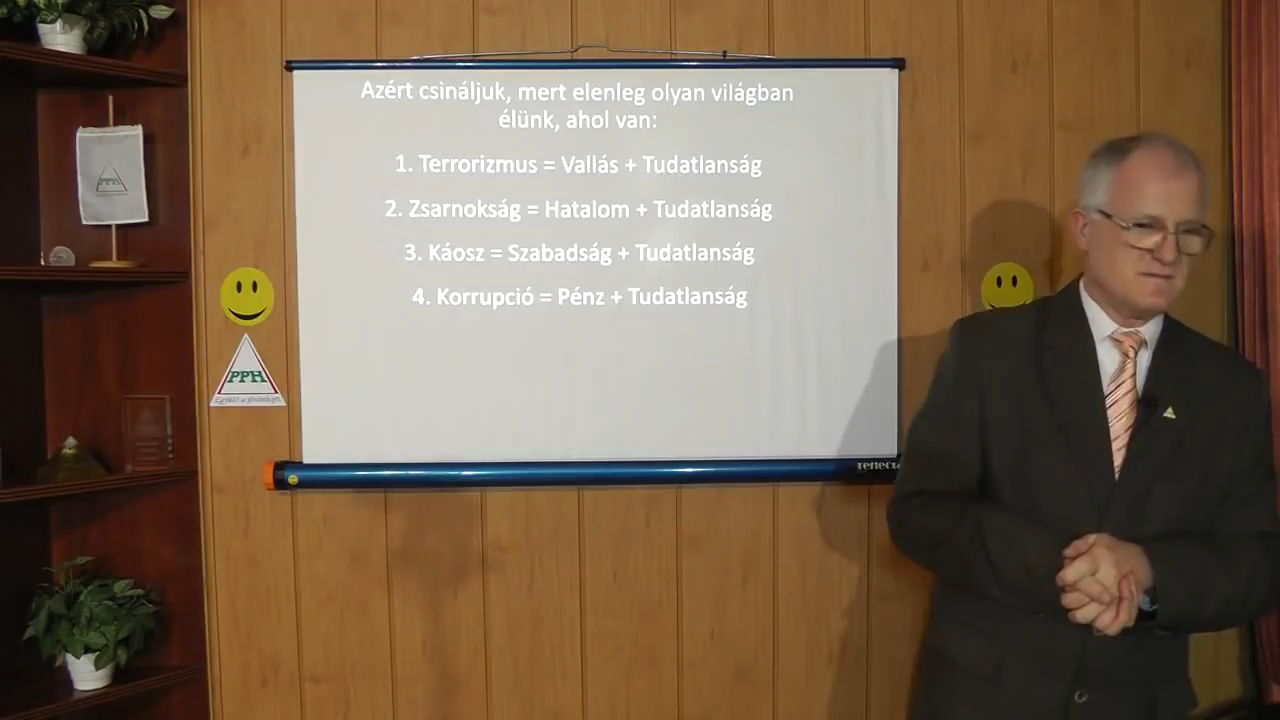 Azért csináljuk, mert elenleg olyan világban
élünk, ahol van:
1. Terrorizmus = Vallás + Tudatlanság
2. Zsarnokság = Hatalom + Tudatlanság
3. Káosz = Szabadság + Tudatlanság
4. Korrupció = Pénz + Tudatlanság
PPH